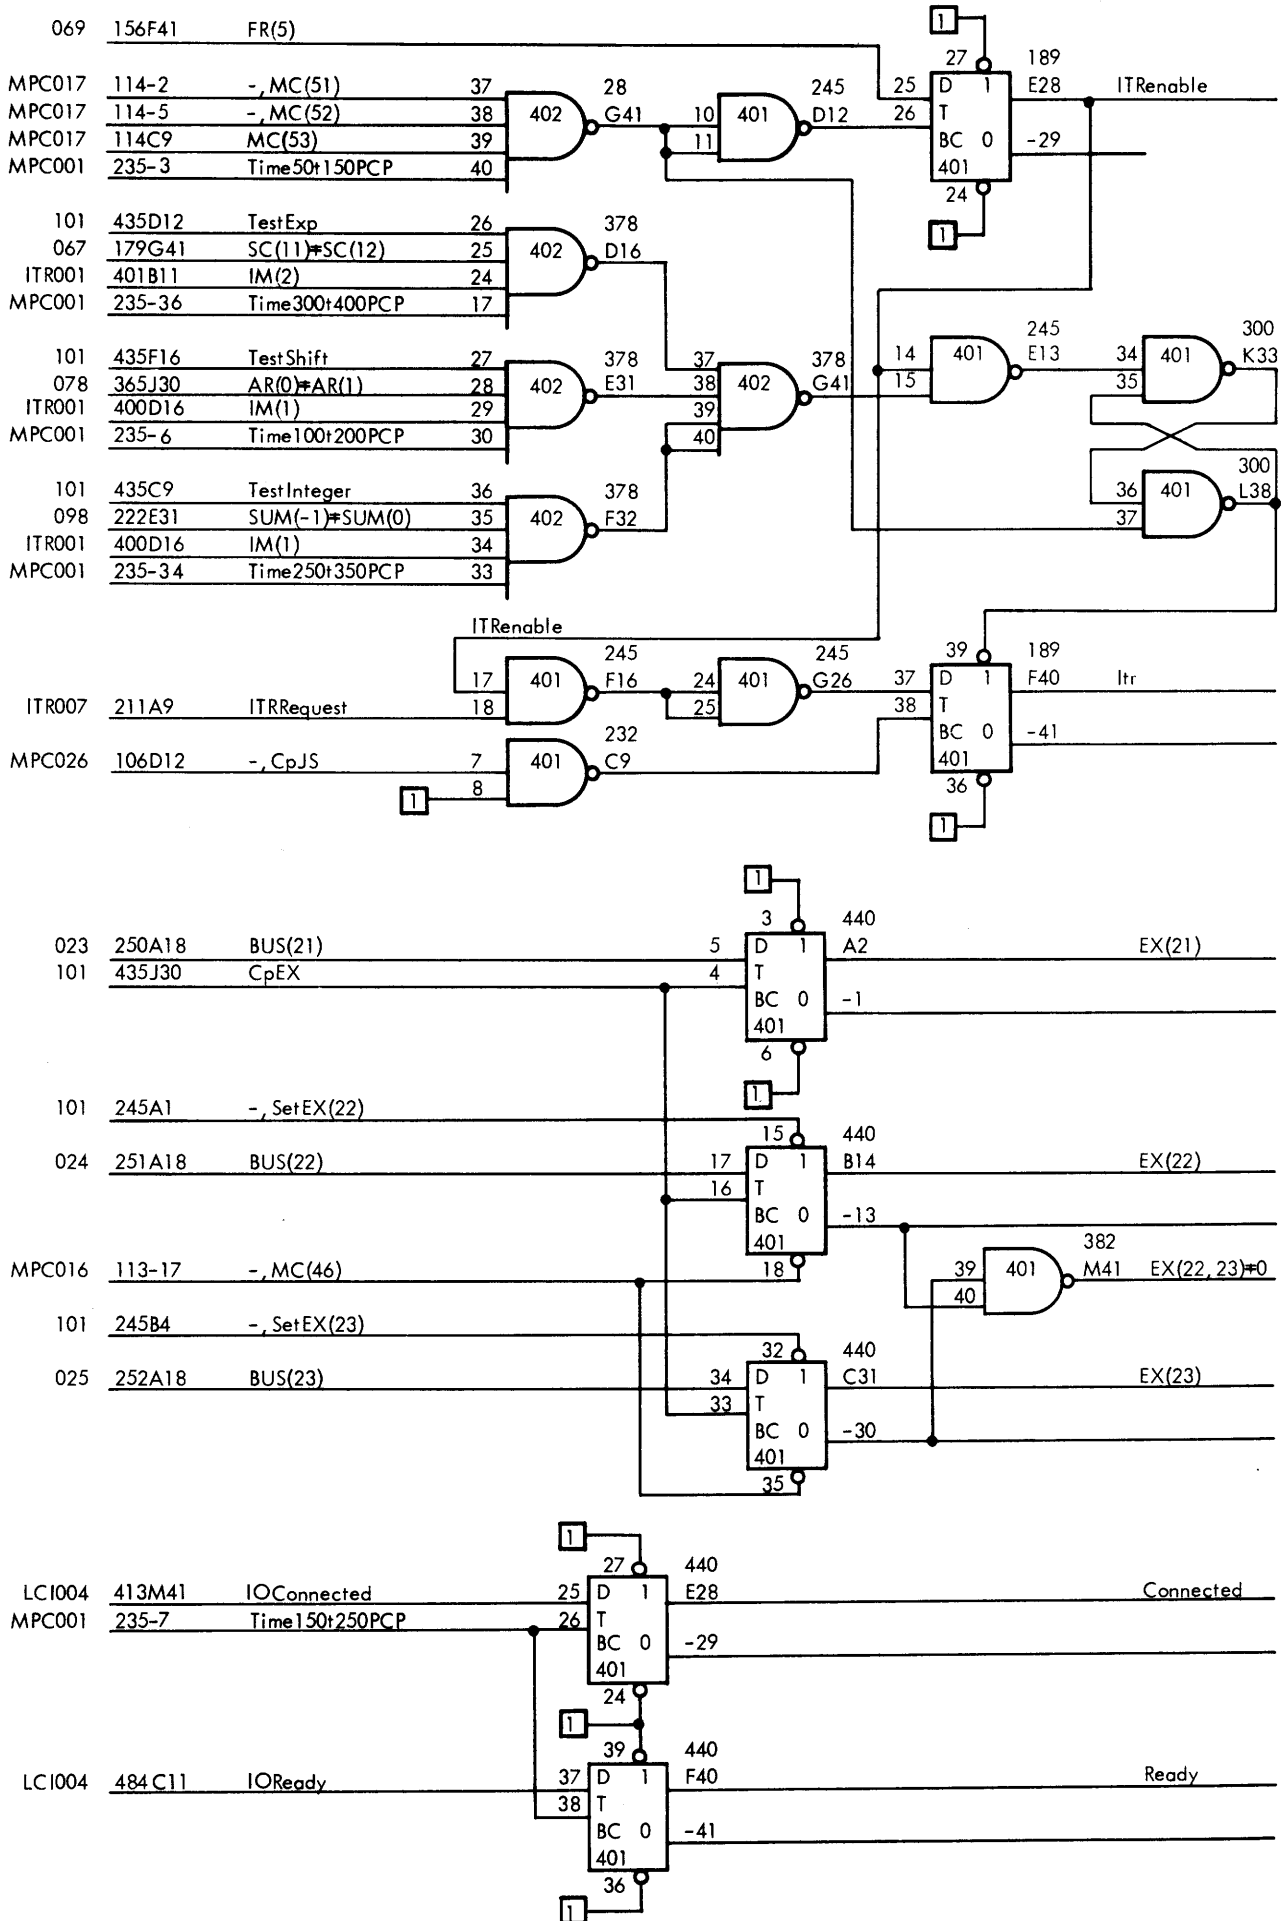 1
069 156F41 FR(5)
27 189
MPC017 114-2 -,MC(51) 37 28 245 25 D 1 E28 ITRenable
MPC017 114-5 -,MC(52) 38 402 G41 10 401 D12 26 T
MPC017 114C9 MC(53) 39 11 BC 0 -29
MPC001 235-3 Time50t150PCP 40 401
24
1
101 435D12 TestExp 26 378
067 179G41 SC(11)≠SC(12) 25 402 D16
ITR001 401B11 IM(2) 24
MPC001 235-36 Time300t400PCP 17
245 300
101 435F16 TestShift 27 378 37 378 14 401 E13 34 401 K33
078 365J30 AR(0)≠AR(1) 28 402 E31 38 402 G41 15 35
ITR001 400D16 IM(1) 29 39
MPC001 235-6 Time100t200PCP 30 40
300
101 435C9 TestInteger 36 378 36 401 L38
098 222E31 SUM(-1)≠SUM(0) 35 402 F32 37
ITR001 400D16 IM(1) 34
MPC001 235-34 Time250t350PCP 33
ITRenable
245 245 39 189
17 401 F16 24 401 G26 37 D 1 F40 Itr
ITR007 211A9 ITRRequest 18 25 38 T
232 BC 0 -41
MPC026 106D12 -,CpJS 7 401 C9 401
1 8 36
1
1
3 440
023 250A18 BUS(21) 5 D 1 A2 EX(21)
101 435J30 CpEX 4 T
BC 0 -1
401
6
1
101 245A1 -,SetEX(22)
15 440
024 251A18 BUS(22) 17 D 1 B14 EX(22)
16 T
BC 0 -13
401 382
MPC016 113-17 -,MC(46) 18 39 401 M41 EX(22,23)≠0
40
101 245B4 -,SetEX(23)
32 440
025 252A18 BUS(23) 34 D 1 C31 EX(23)
33 T
BC 0 -30
401
35
1
27 440
LCI004 413M41 IOConnected 25 D 1 E28 Connected
MPC001 235-7 Time150t250PCP 26 T
BC 0 -29
401
24
1
39 440
LCI004 484C11 IOReady 37 D 1 F40 Ready
38 T
BC 0 -41
401
36
1